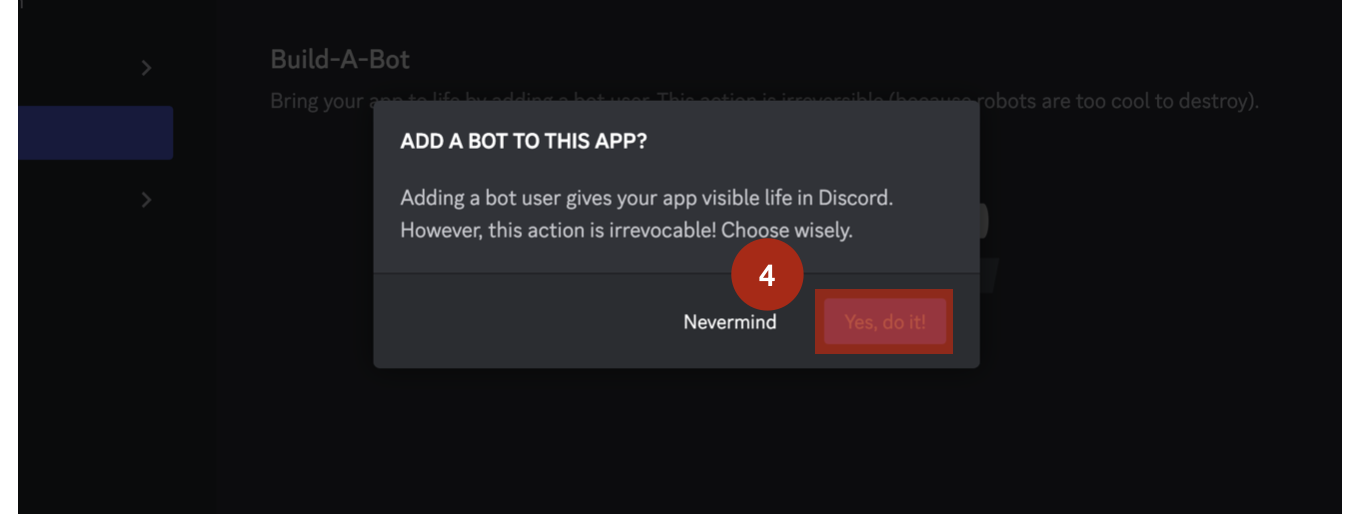 Build-A-Bot
Bring your app to life by adding a bot user. This action is irreversible (because robots are too cool to destroy).
ADD A BOT TO THIS APP?
Adding a bot user gives your app visible life in Discord.
However, this action is irrevocable! Choose wisely.
4
Nevermind
Yes, do it!